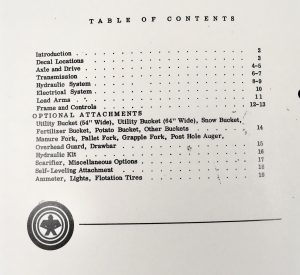 TABLE OF CONTENTS
Introduction . . . . . . . . . . . . . . . . 2
Decal Locations . . . . . . . . . . . . . . . . 3
Axle and Drive . . . . . . . . . . . . . . . . 4-5
Transmission . . . . . . . . . . . . . . . . 6-7
Hydraulic System . . . . . . . . . . . . . . . . 8-9
Electrical System . . . . . . . . . . . . . . . . 10
Load Arms . . . . . . . . . . . . . . . . 11
Frame and Controls . . . . . . . . . . . . . . . . 12-13
OPTIONAL ATTACHMENTS
Utility Bucket (54" Wide), Utility Bucket (64" Wide), Snow Bucket,
Fertilizer Bucket, Potato Bucket, Other Buckets 14
Manure Fork, Pallet Fork, Grapple Fork, Post Hole Auger,
Overhead Guard, Drawbar . . . . . . . . . . . . 15
Hydraulic Kit . . . . . . . . . . . . . . . . 16
Scarifier, Miscellaneous Options . . . . . . . . . . 17
Self-Leveling Attachment . . . . . . . . . . . . 18
Ammeter, Lights, Flotation Tires . . . . . . . . . . 19